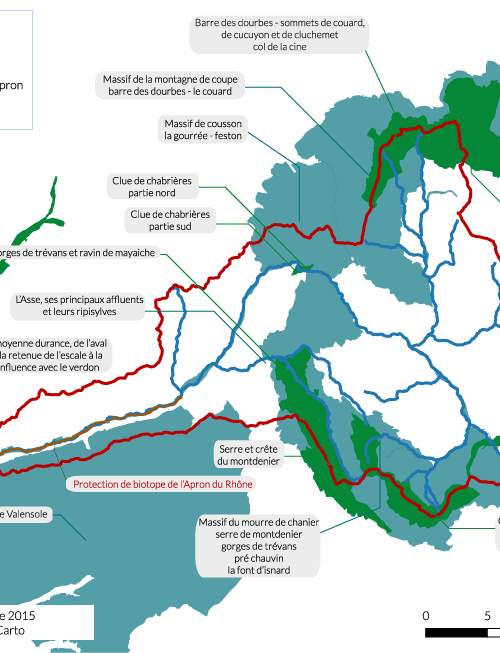 Barre des dourbes - sommets de couard,
de cucuyon et de cluchemet
col de la cine
pron
Massif de la montagne de coupe
barre des dourbes - le couard
Massif de cousson
la gourrée - feston
Clue de chabrières
partie nord
Clue de chabrières
partie sud
orges de trévans et ravin de mayaiche
L'Asse, ses principaux affluents
et leurs ripisylves
moyenne durance, de l'aval
la retenue de l'escale à la
nfluence avec le verdon
Serre et crête
du montdenier
Protection de biotope de l'Apron du Rhône
e Valensole
Massif du mourre de chanier
serre de montdenier
gorges de trévans
pré chauvin
la font d'isnard
e 2015
Carto
0 5